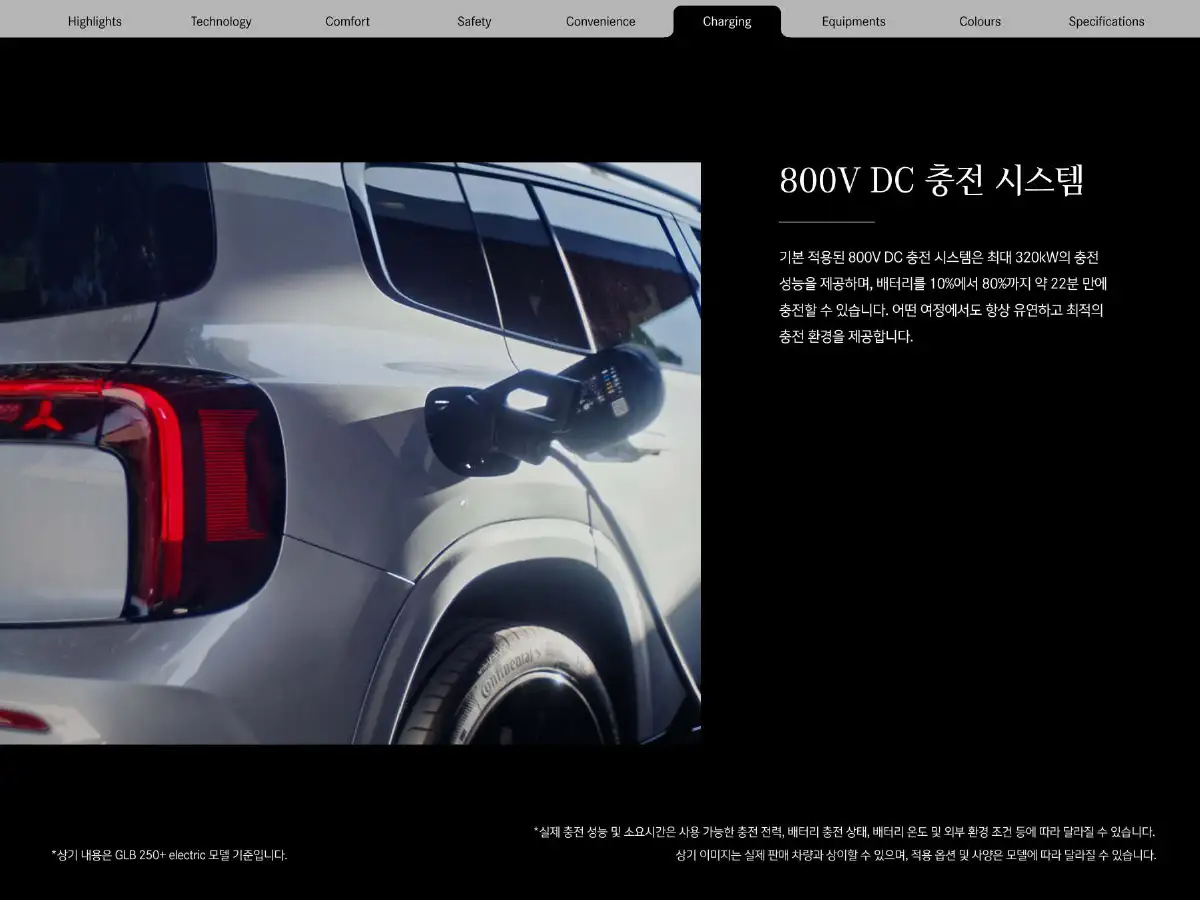 Highlights
Technology
Comfort
Safety
Convenience
Charging
Equipments
Colours
Specifications
800V DC 충전 시스템
기본 적용된 800V DC 충전 시스템은 최대 320kW의 충전
성능을 제공하며, 배터리를 10%에서 80%까지 약 22분 만에
충전할 수 있습니다. 어떤 여정에서도 항상 유연하고 최적의
충전 환경을 제공합니다.
Continental
*실제 충전 성능 및 소요시간은 사용 가능한 충전 전력, 배터리 충전 상태, 배터리 온도 및 외부 환경 조건 등에 따라 달라질 수 있습니다.
*상기 내용은 GLB 250+ electric 모델 기준입니다.
상기 이미지는 실제 판매 차량과 상이할 수 있으며, 적용 옵션 및 사양은 모델에 따라 달라질 수 있습니다.